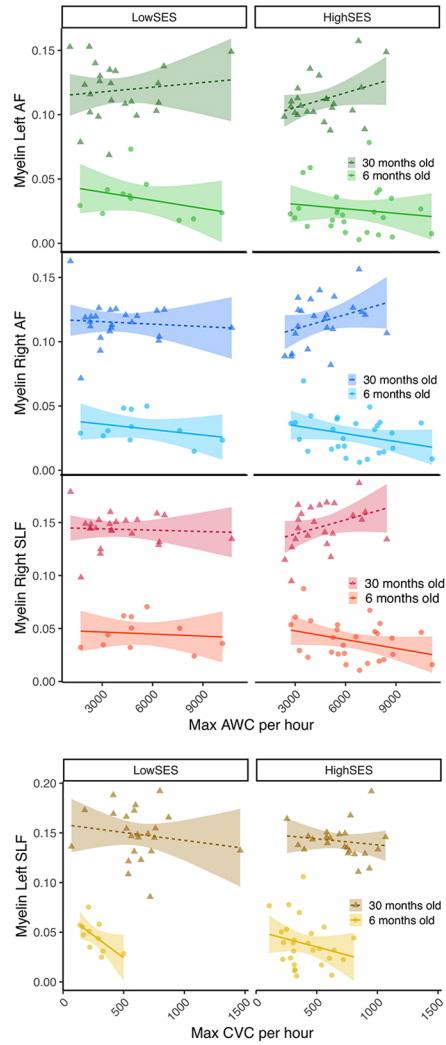 LowSES HighSES
Myelin Left AF
0.15
0.10
0.05
0.00
30 months old
6 months old
Myelin Right AF
0.15
0.10
0.05
0.00
30 months old
6 months old
Myelin Right SLF
0.15
0.10
0.05
0.00
30 months old
6 months old
3000 6000 9000 3000 6000 9000
Max AWC per hour
LowSES HighSES
Myelin Left SLF
0.20
0.15
0.10
0.05
0.00
30 months old
6 months old
0 500 1000 1500 0 500 1000 1500
Max CVC per hour